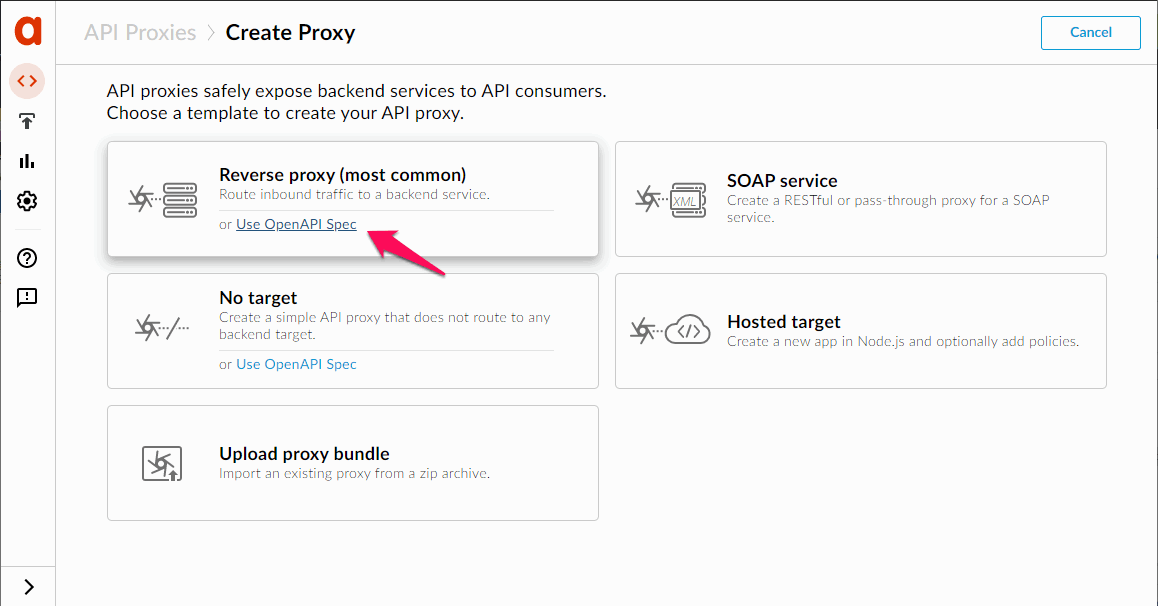 API Proxies > Create Proxy
Cancel
API proxies safely expose backend services to API consumers.
Choose a template to create your API proxy.
Reverse proxy (most common)
Route inbound traffic to a backend service.
or Use OpenAPI Spec
SOAP service
Create a RESTful or pass-through proxy for a SOAP
service.
XML
No target
Create a simple API proxy that does not route to any
backend target.
or Use OpenAPI Spec
Hosted target
Create a new app in Node.js and optionally add policies.
Upload proxy bundle
Import an existing proxy from a zip archive.